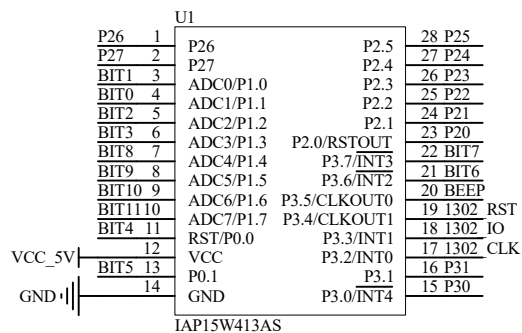 U1
P26 1 P26 P2.5 28 P25
P27 2 P27 P2.4 27 P24
BIT1 3 ADC0/P1.0 P2.3 26 P23
BIT0 4 ADC1/P1.1 P2.2 25 P22
BIT2 5 ADC2/P1.2 P2.1 24 P21
BIT3 6 ADC3/P1.3 P2.0/RSTOUT 23 P20
BIT8 7 ADC4/P1.4 P3.7/INT3 22 BIT7
BIT9 8 ADC5/P1.5 P3.6/INT2 21 BIT6
BIT10 9 ADC6/P1.6 P3.5/CLKOUT0 20 BEEP
BIT11 10 ADC7/P1.7 P3.4/CLKOUT1 19 1302 RST
BIT4 11 RST/P0.0 P3.3/INT1 18 1302 IO
VCC_5V 12 VCC P3.2/INT0 17 1302 CLK
BIT5 13 P0.1 P3.1 16 P31
GND 14 GND P3.0/INT4 15 P30
IAP15W413AS